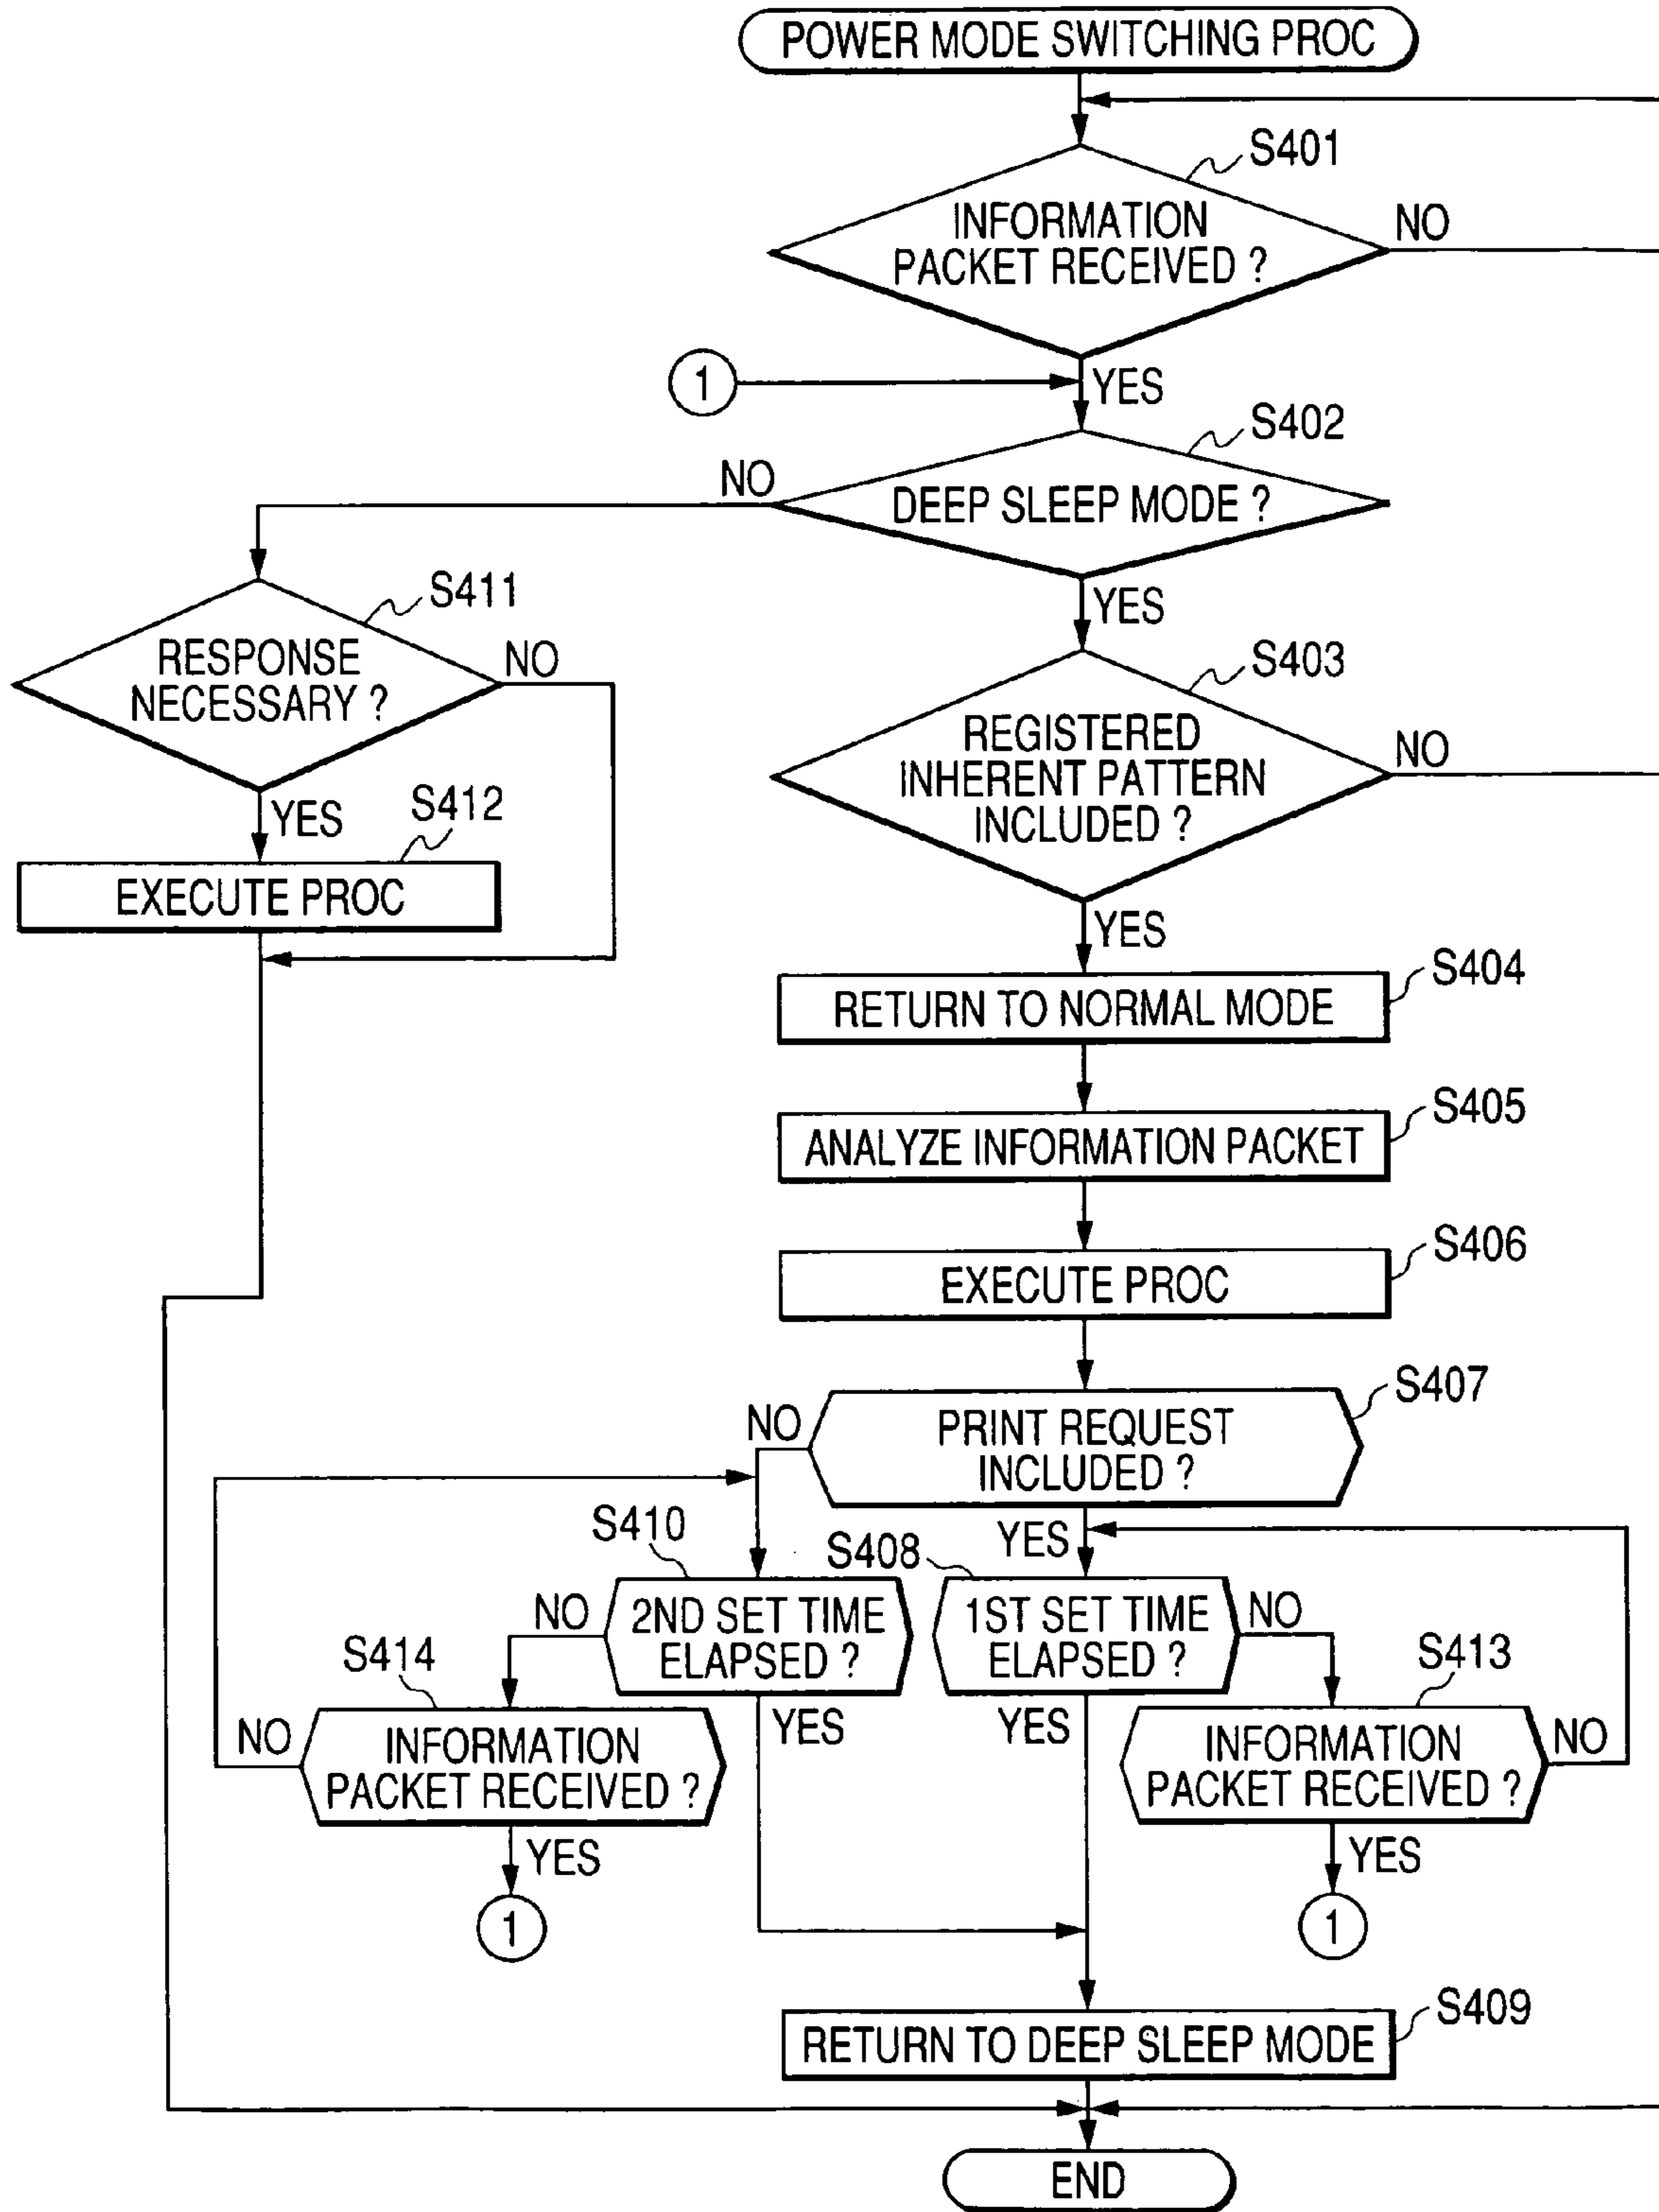 POWER MODE SWITCHING PROC
S401
INFORMATION
PACKET RECEIVED ?
NO
1
YES
S402
NO
DEEP SLEEP MODE ?
S411
YES
RESPONSE
NECESSARY ?
NO
S403
REGISTERED
INHERENT PATTERN
INCLUDED ?
NO
S412
YES
EXECUTE PROC
YES
S404
RETURN TO NORMAL MODE
S405
ANALYZE INFORMATION PACKET
S406
EXECUTE PROC
S407
NO
PRINT REQUEST
INCLUDED ?
S410
YES
S408
NO
2ND SET TIME
ELAPSED ?
1ST SET TIME
ELAPSED ?
NO
S414
S413
NO
INFORMATION
PACKET RECEIVED ?
YES
YES
INFORMATION
PACKET RECEIVED ?
NO
YES
YES
1
1
S409
RETURN TO DEEP SLEEP MODE
END